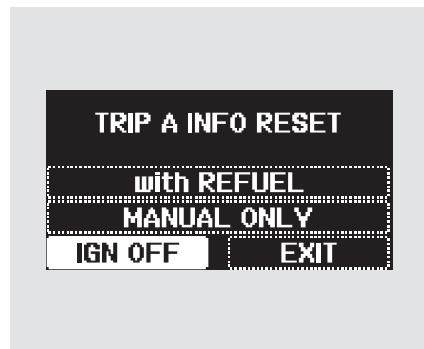 TRIP A INFO RESET
with REFUEL
MANUAL ONLY
IGN OFF EXIT